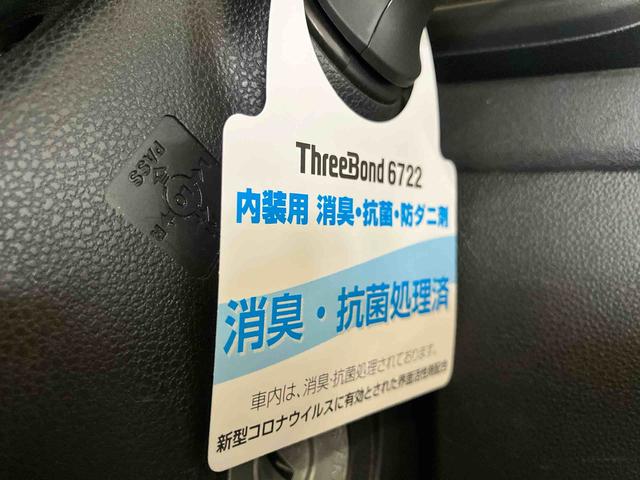 ThreeBond 6722
内装用 消臭・抗菌・防ダニ剤
消臭・抗菌処理済
車内は、消臭・抗菌処理されております。
新型コロナウイルスに有効とされた界面活性剤配合
PASS